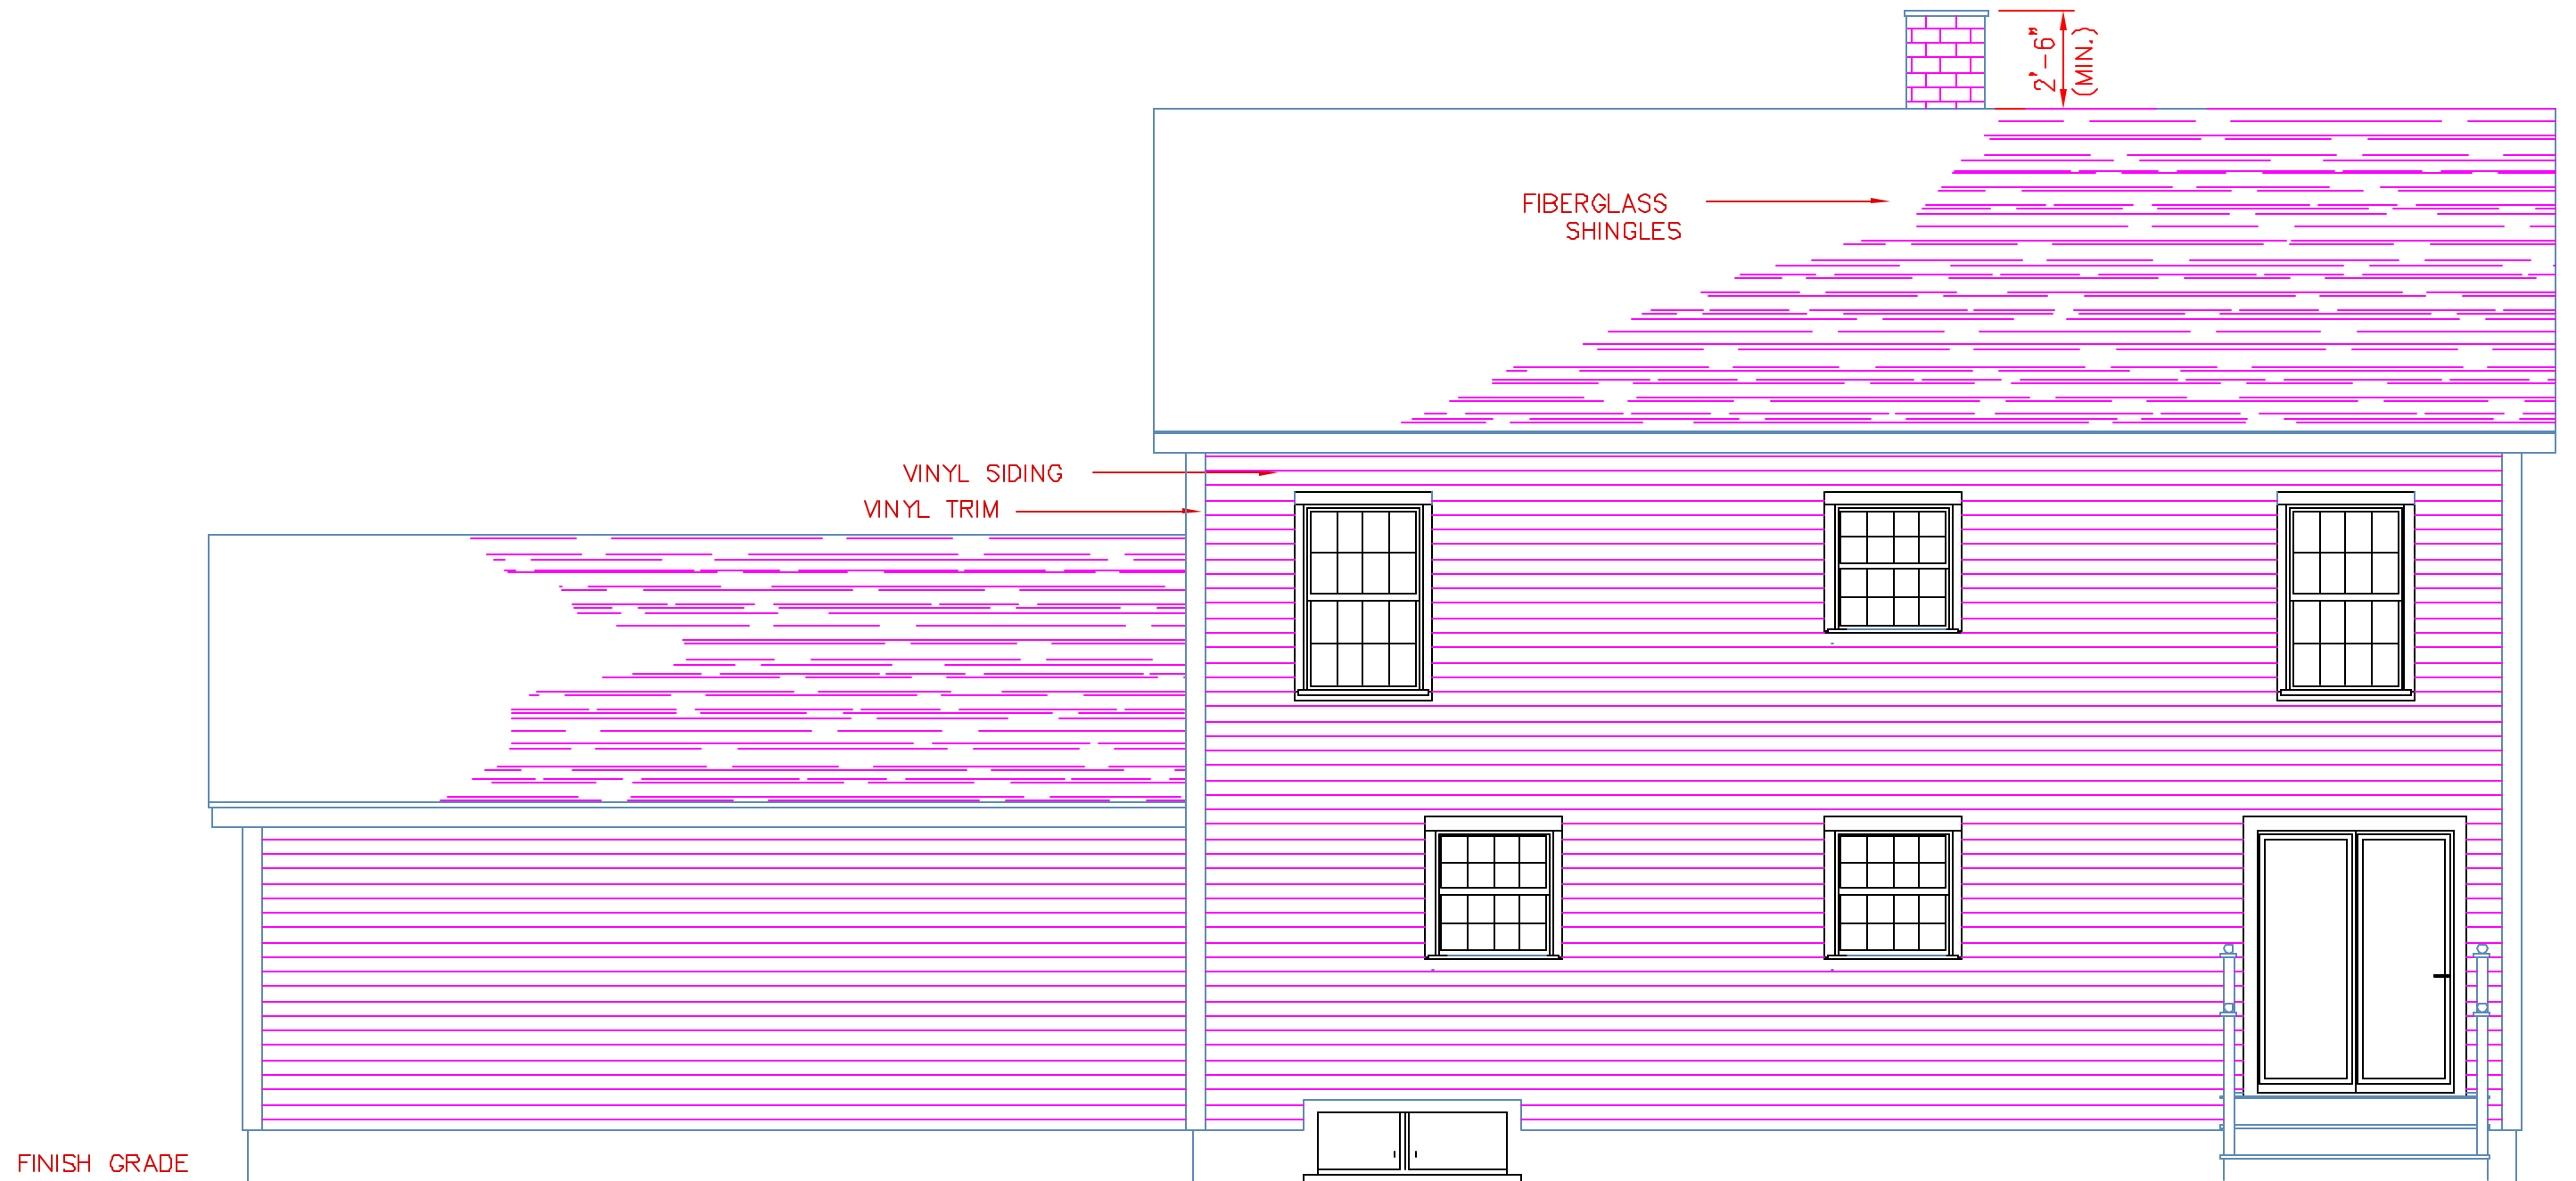 2'-6"
(MIN.)
FIBERGLASS
SHINGLES
VINYL SIDING
VINYL TRIM
FINISH GRADE